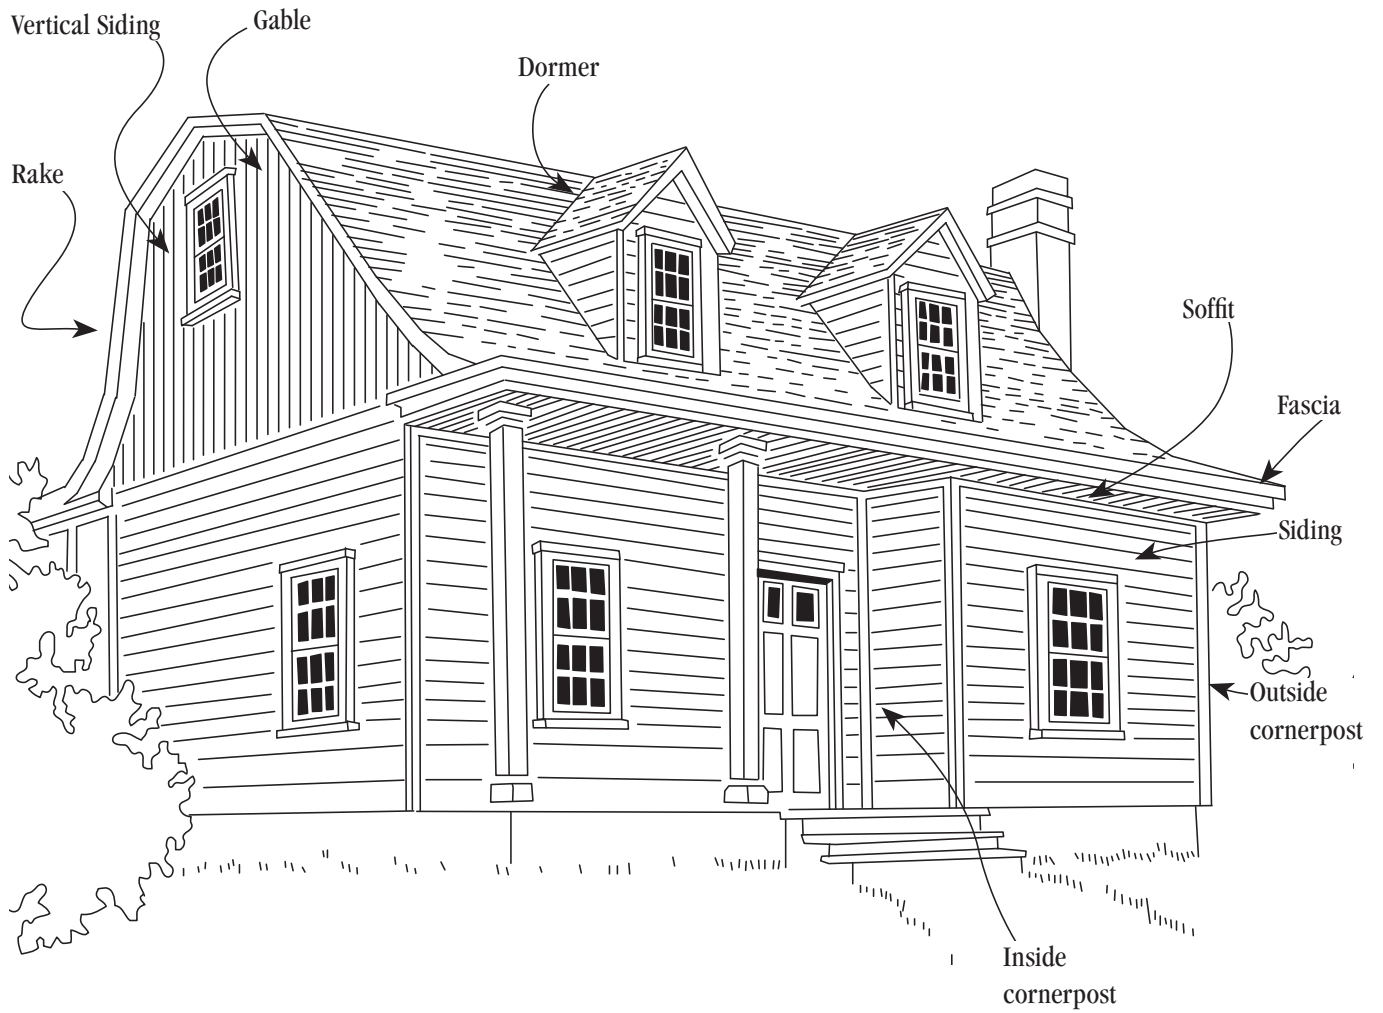 Vertical Siding
Gable
Dormer
Rake
Soffit
Fascia
Siding
Outside
cornerpost
Inside
cornerpost